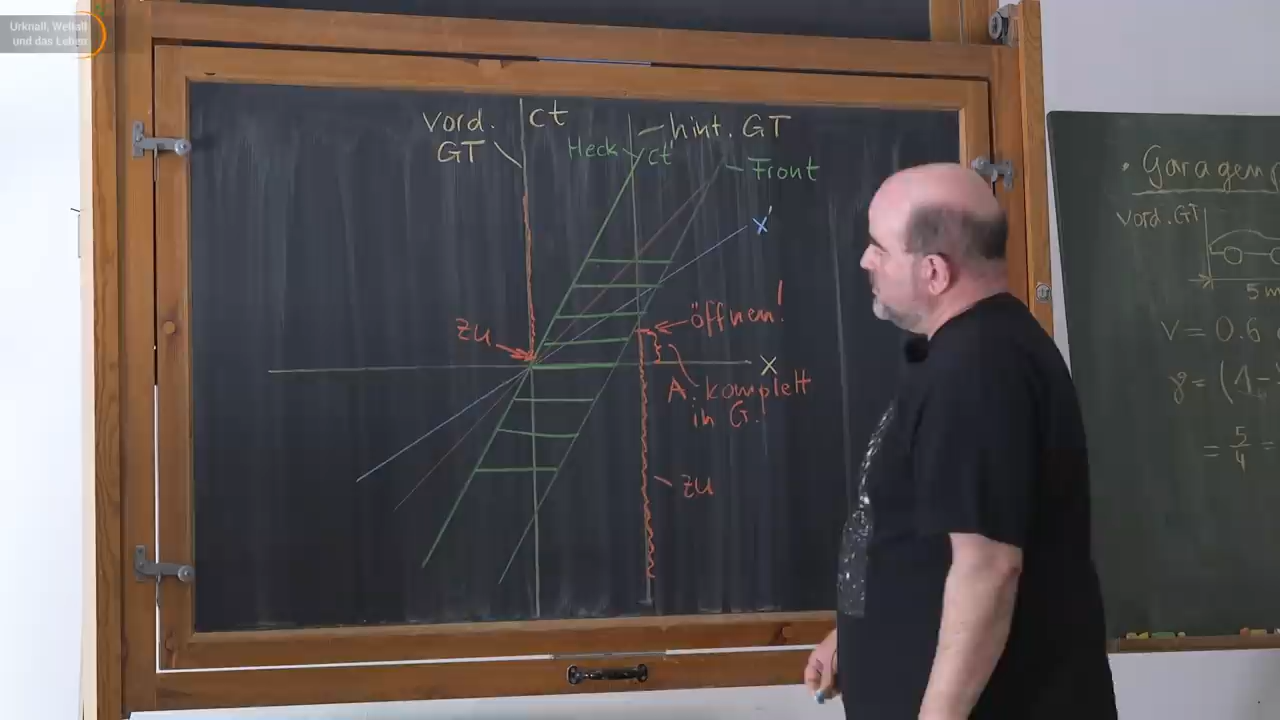 Urknall, Weltall
und das Leben
vord.
GT
ct
hint. GT
Heck
ct'
Front
x'
zu
öffnen!
x
A. komplett
in G.
zu
Garagen
vord. GT
5 m
v = 0.6
γ = (1-
= 5/4 =